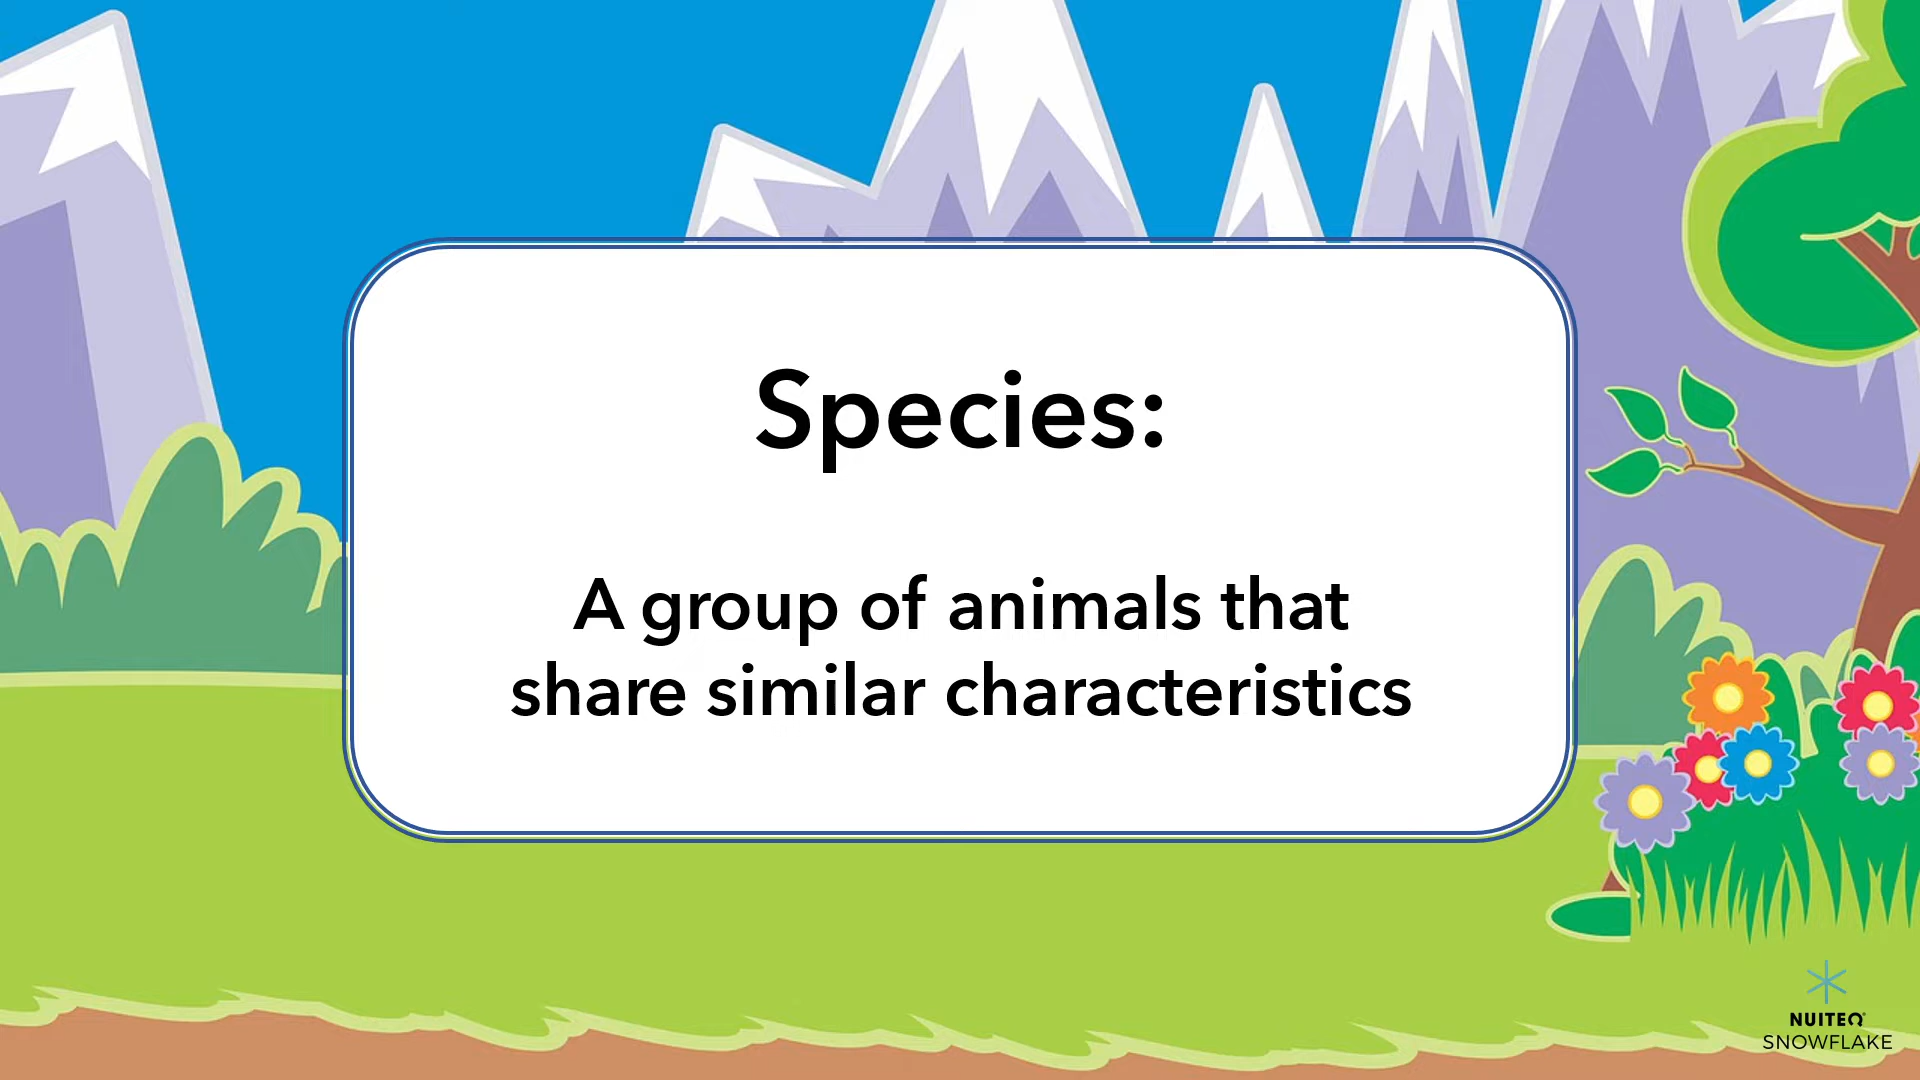 Species:
A group of animals that
share similar characteristics
NUITEQ®
SNOWFLAKE